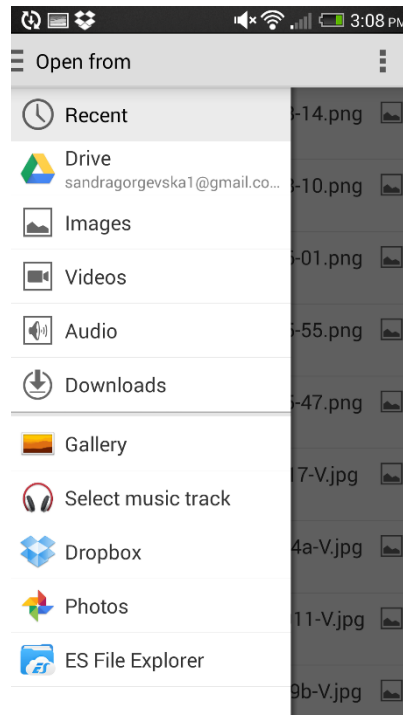 3:08 PM
Open from
Recent
Drive
sandragorgevska1@gmail.co...
Images
Videos
Audio
Downloads
Gallery
Select music track
Dropbox
Photos
ES File Explorer
-14.png
-10.png
-01.png
-55.png
-47.png
17-V.jpg
4a-V.jpg
11-V.jpg
9b-V.jpg